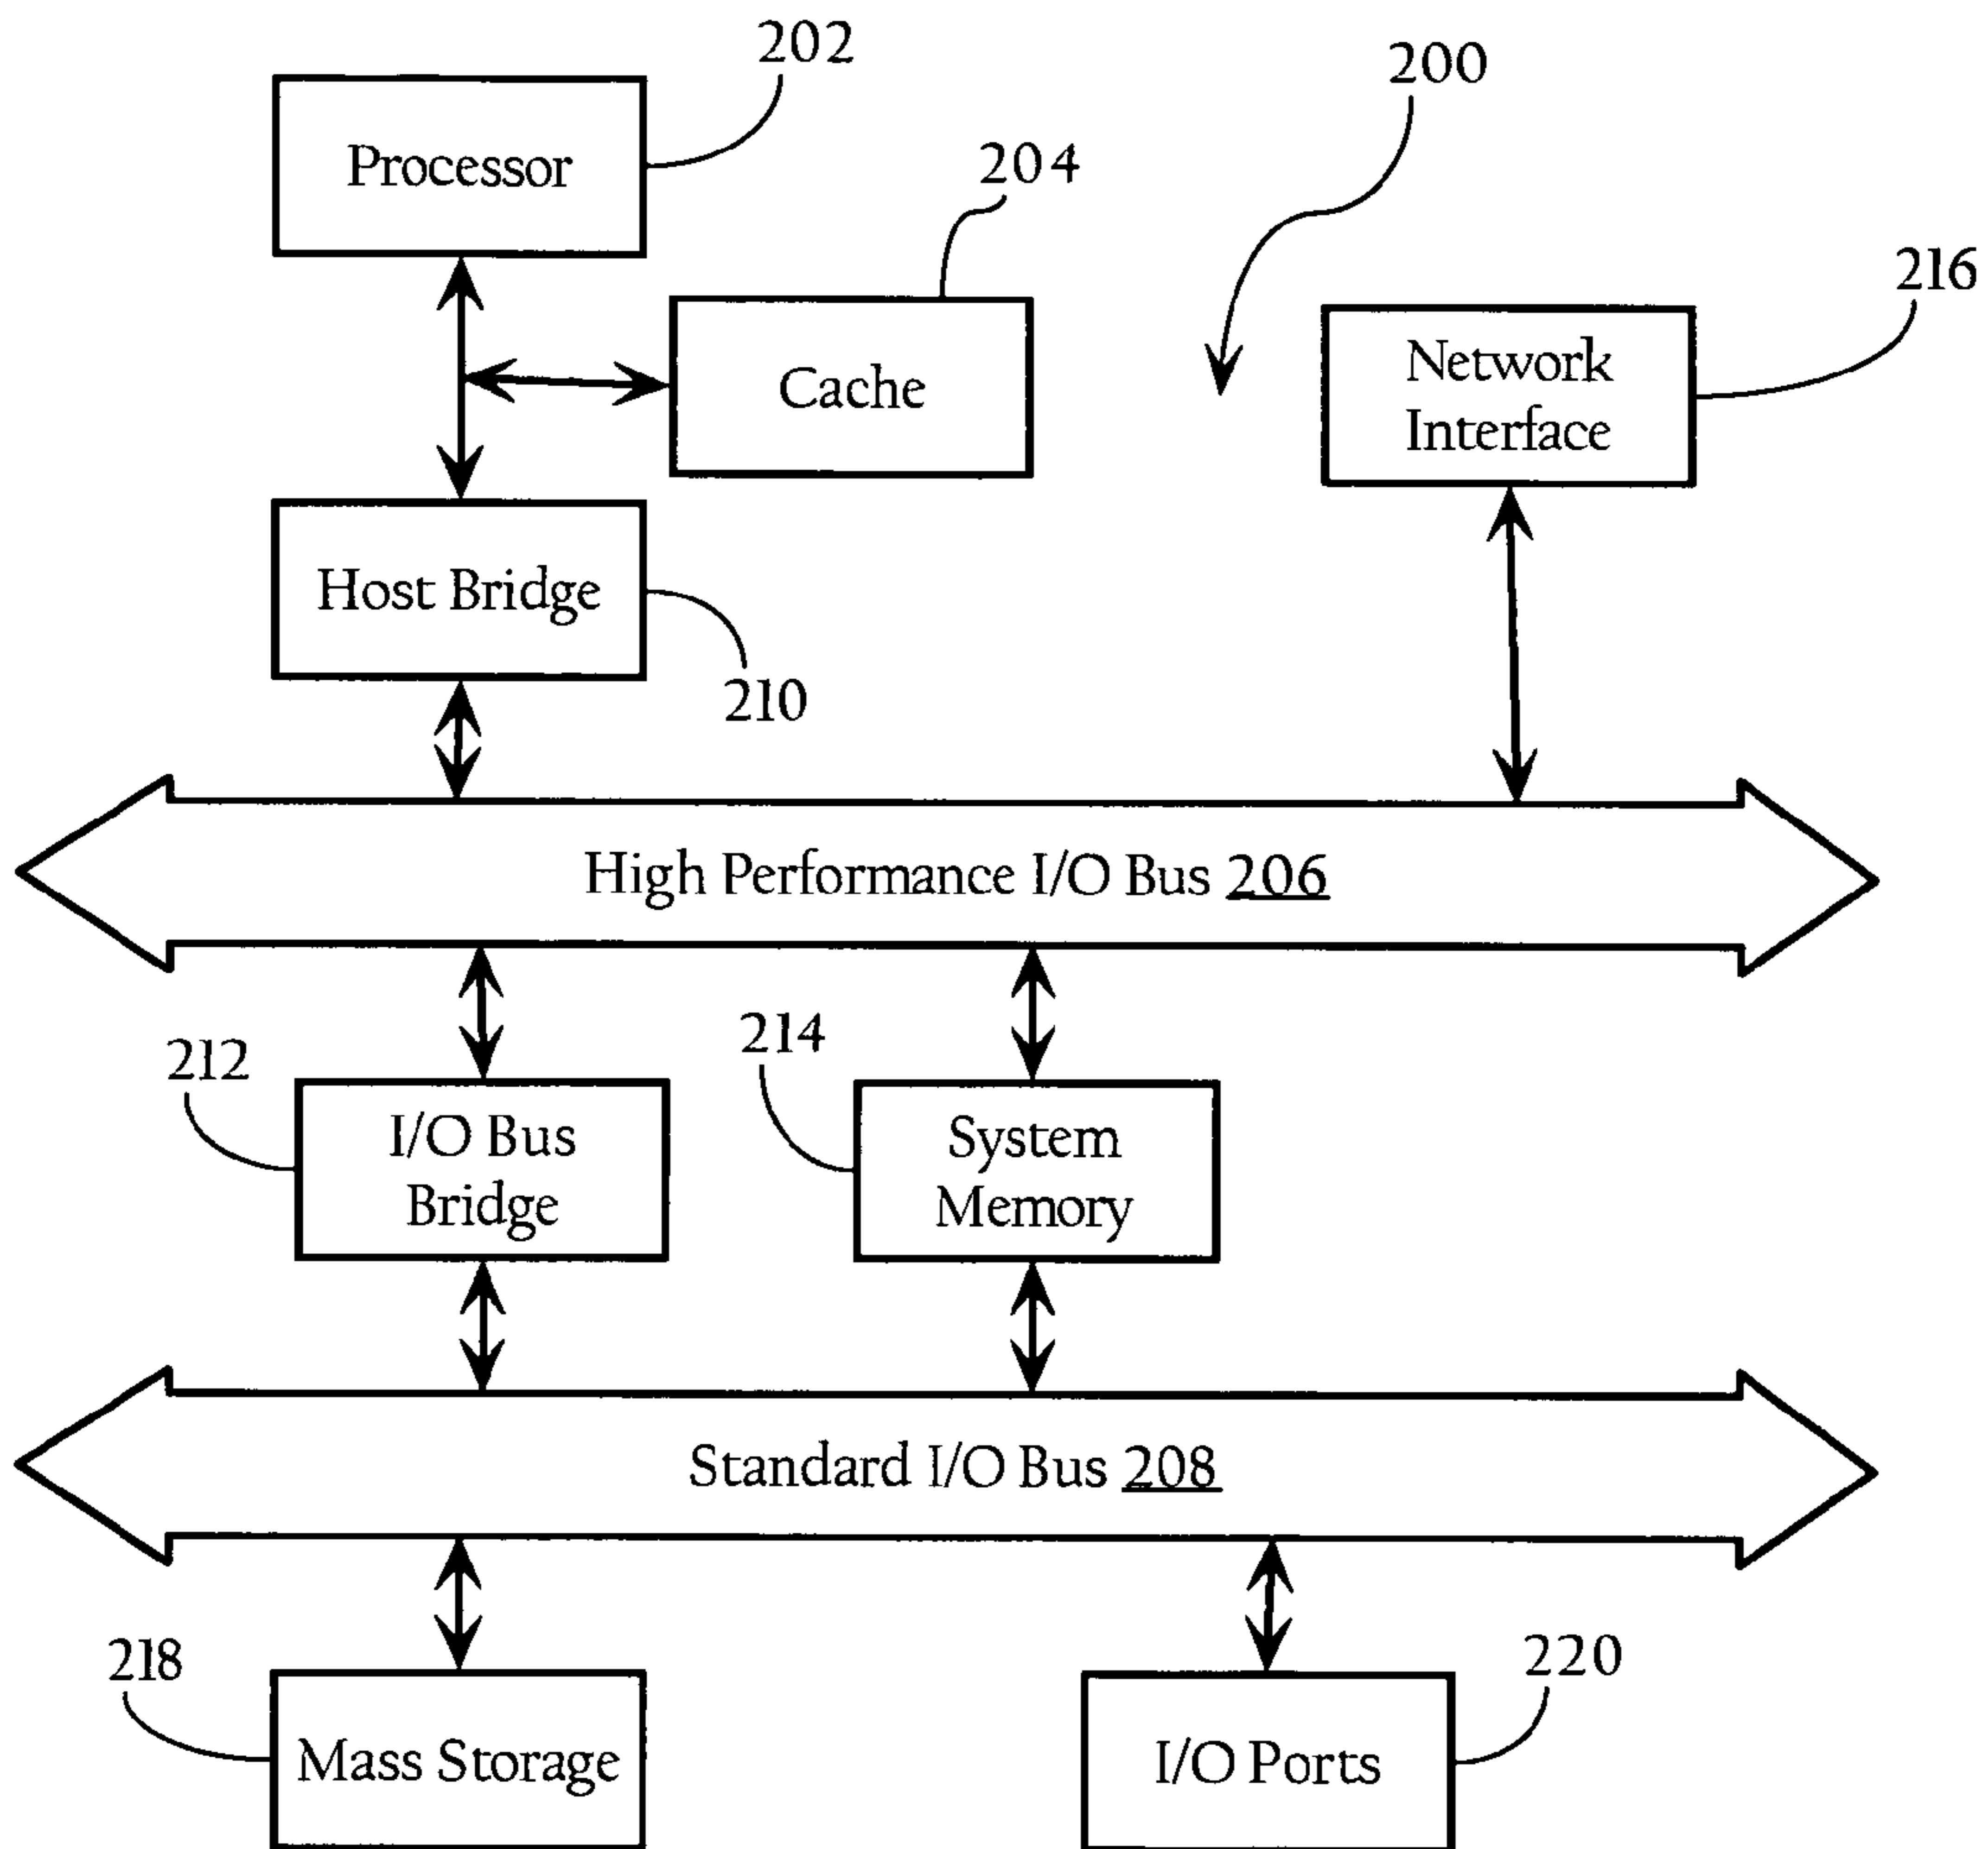 202
200
Processor
204
216
Network
Interface
Cache
Host Bridge
210
High Performance I/O Bus 206
212
214
I/O Bus
Bridge
System
Memory
Standard I/O Bus 208
218
220
Mass Storage
I/O Ports